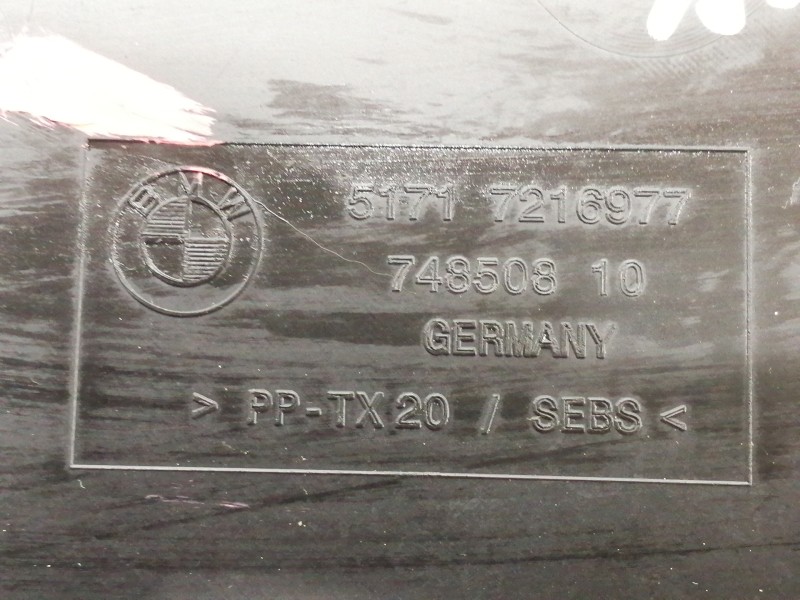 BMW
5171 7216977
748508 10
GERMANY
> PP-TX20 / SEBS <